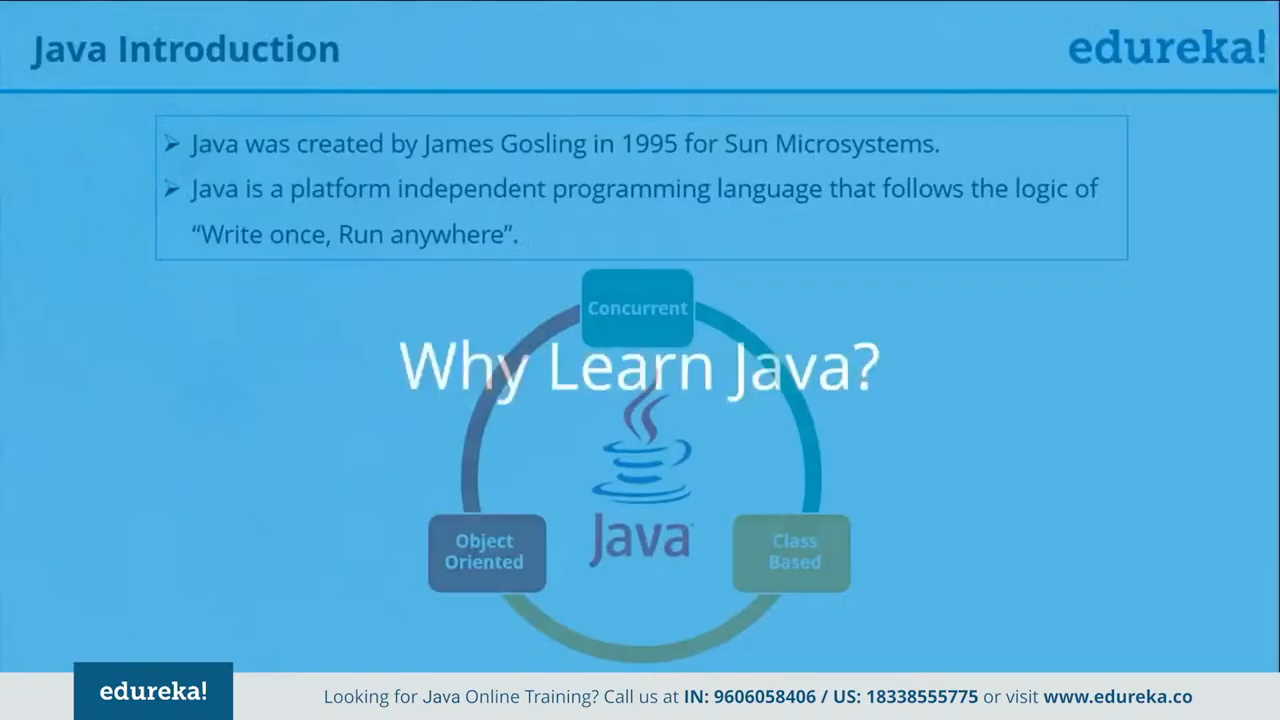 Java Introduction
edureka!
Java was created by James Gosling in 1995 for Sun Microsystems.
Java is a platform independent programming language that follows the logic of
“Write once, Run anywhere”.
Concurrent
Why Learn Java?
Java
Object
Oriented
Class
Based
edureka!
Looking for Java Online Training? Call us at IN: 9606058406 / US: 18338555775 or visit www.edureka.co